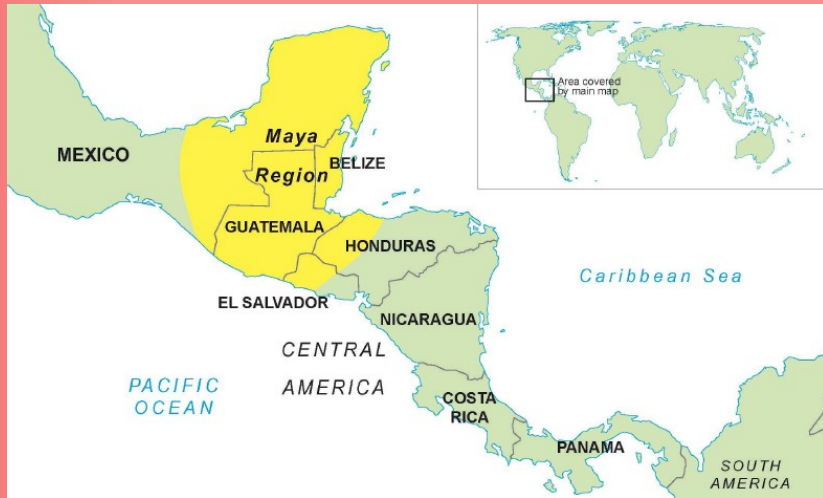 Area covered
by main map
MEXICO
Maya
Region
BELIZE
GUATEMALA
HONDURAS
EL SALVADOR
Caribbean Sea
NICARAGUA
CENTRAL
AMERICA
PACIFIC
OCEAN
COSTA
RICA
PANAMA
SOUTH
AMERICA